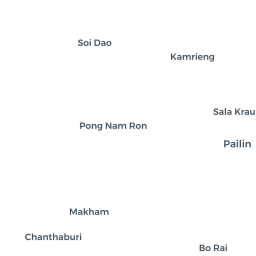 Soi Dao
Kamrieng
Sala Krau
Pong Nam Ron
Pailin
Makham
Chanthaburi
Bo Rai